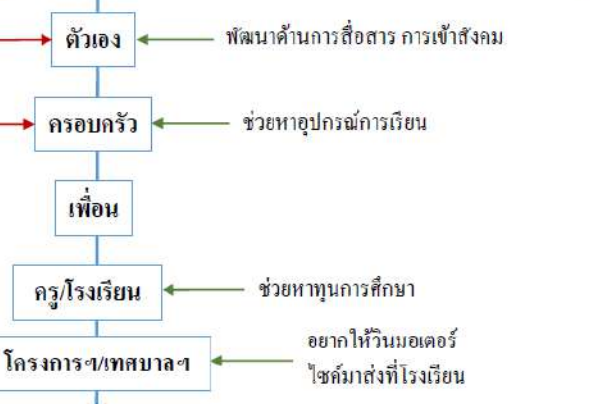 ตัวเอง
พัฒนาด้านการสื่อสาร การเข้าสังคม
ครอบครัว
ช่วยหาอุปกรณ์การเรียน
เพื่อน
ครู/โรงเรียน
ช่วยหาทุนการศึกษา
โครงการฯ/เทศบาลฯ
อยากให้วินมอเตอร์
ไซค์มาส่งที่โรงเรียน